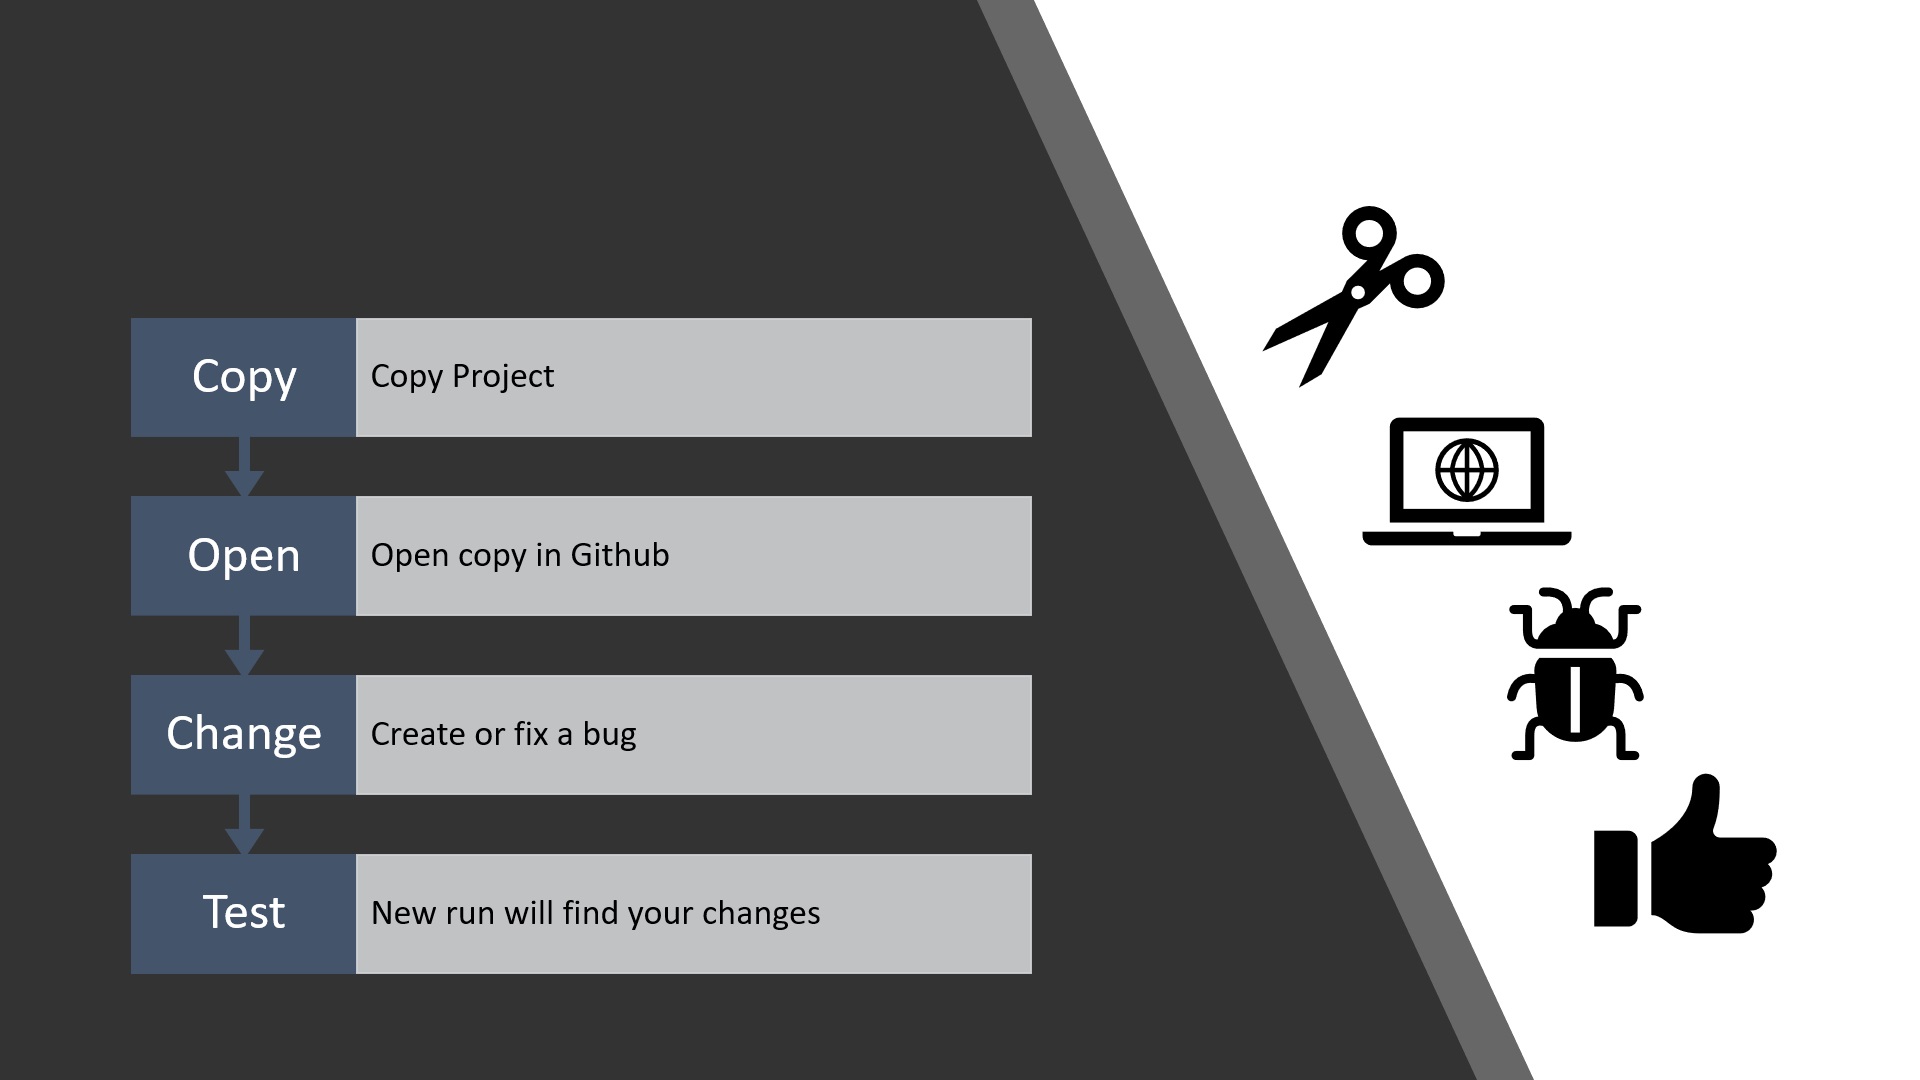 Copy
Copy Project
Open
Open copy in Github
Change
Create or fix a bug
Test
New run will find your changes